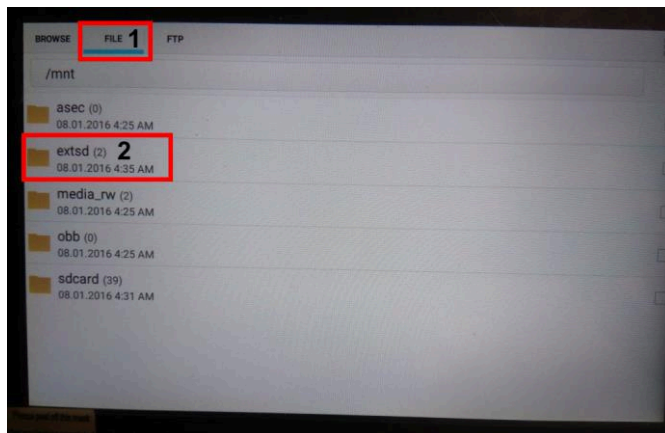 BROWSE FILE 1 FTP
/mnt
asec (0)
08.01.2016 4:25 AM
extsd (2) 2
08.01.2016 4:35 AM
media_rw (2)
08.01.2016 4:25 AM
obb (0)
08.01.2016 4:25 AM
sdcard (39)
08.01.2016 4:31 AM